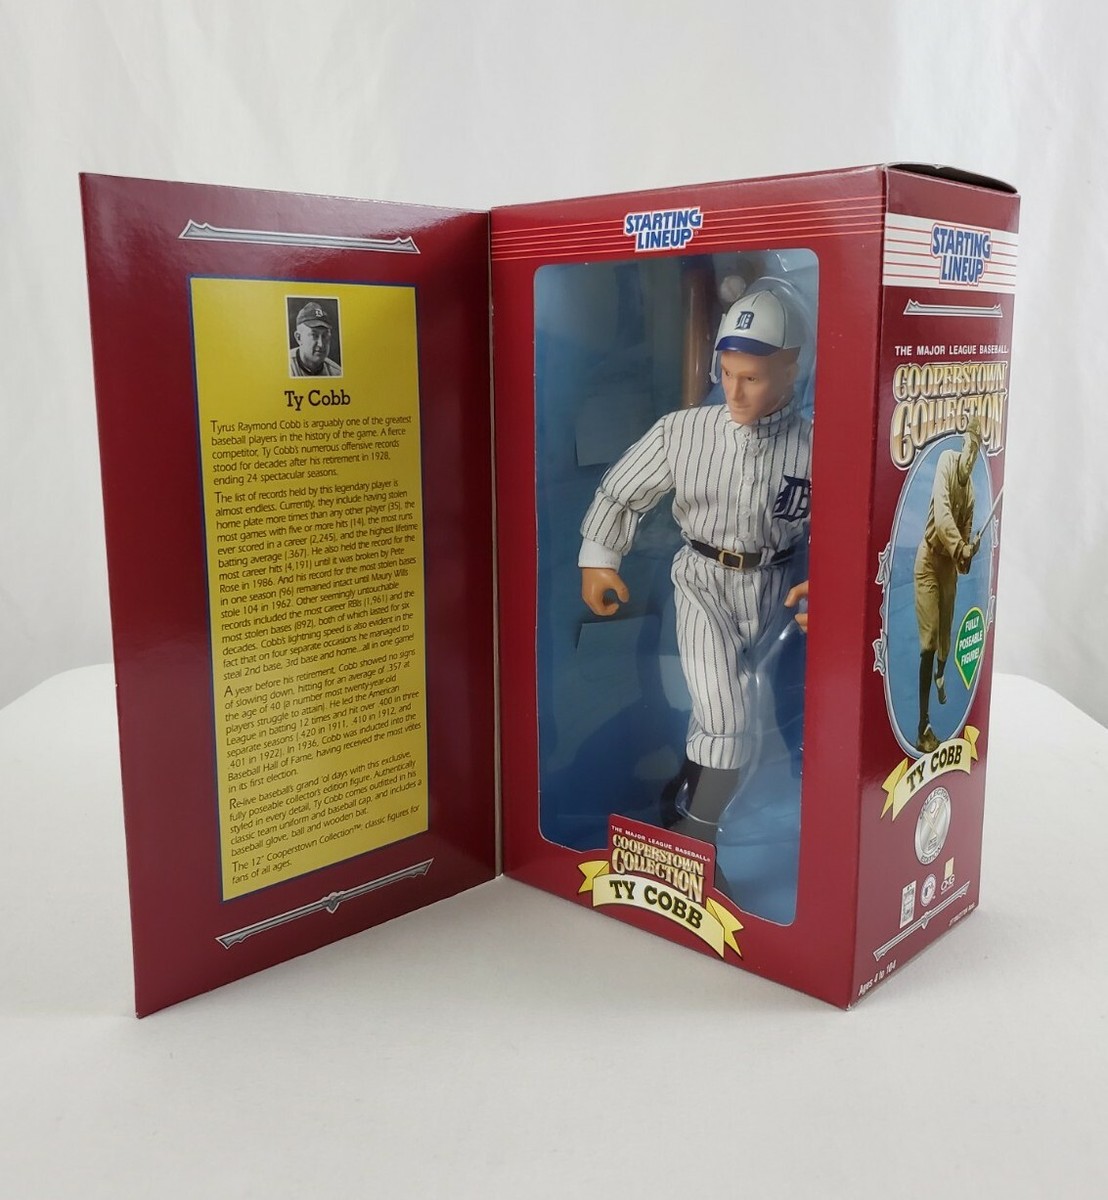 Ty Cobb
Tyrus Raymond Cobb is arguably one of the greatest
baseball players in the history of the game. A fierce
competitor, Ty Cobb's numerous offensive records
stood for decades after his retirement in 1928,
ending 24 spectacular seasons.
The list of records held by this legendary player is
almost endless. Currently, they include having stolen
home plate more times than any other player (35), the
most games with five or more hits (14), the most runs
ever scored in a career (2,245), and the highest lifetime
batting average (.367). He also held the record for the
most career hits (4,191) until it was broken by Pete
Rose in 1986. And his record for the most stolen bases
in one season (96) remained intact until Maury Wills
stole 104 in 1962. Other seemingly untouchable
records included the most career RBIs (1,961) and the
most stolen bases (892), both of which lasted for six
decades. Cobb's lightning speed is also evident in the
fact that on four separate occasions he managed to
steal 2nd base, 3rd base and home...all in one game!
A year before his retirement, Cobb showed no signs
of slowing down, hitting for an average of .357 at
the age of 40 (a number most twenty-year-old
players struggle to attain). He led the American
League in batting 12 times and hit over .400 in three
separate seasons (.420 in 1911, .410 in 1912, and
.401 in 1922). In 1936, Cobb was inducted into the
Baseball Hall of Fame, having received the most votes
in its first election.
Re-live baseball's grand 'ol days with this exclusive,
fully poseable collector's edition figure. Authentically
styled in every detail, Ty Cobb comes outfitted in his
classic team uniform and baseball cap, and includes a
baseball glove, ball and wooden bat.
The 12" Cooperstown Collection™, classic figures for
fans of all ages.
STARTING
LINEUP
D
D
THE MAJOR LEAGUE BASEBALL®
COOPERSTOWN
COLLECTION
TY COBB
STARTING
LINEUP
THE MAJOR LEAGUE BASEBALL®
COOPERSTOWN
COLLECTION
FULLY
POSEABLE
FIGURE!
TY COBB
Ages 4 to 104